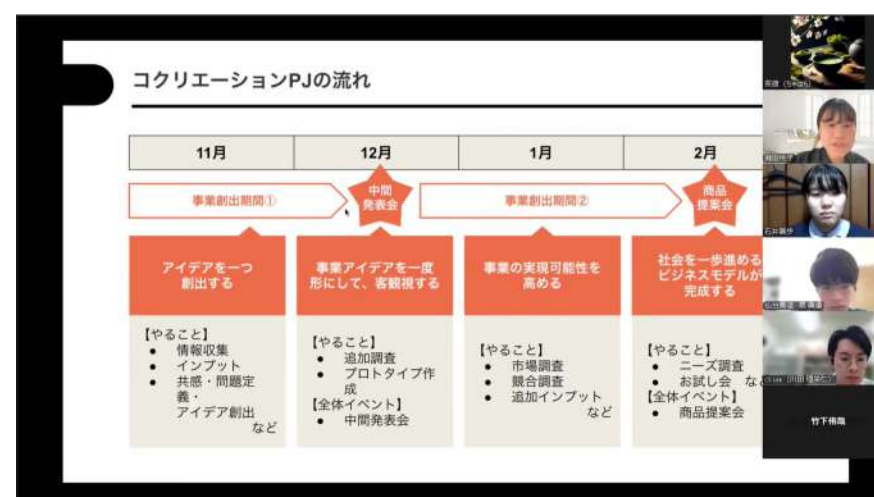 コクリエーションPJの流れ
11月
12月
1月
2月
事業創出期間①
中間
発表会
事業創出期間②
商品
提案会
アイデアを一つ
創出する
事業アイデアを一度
形にして、客観視する
事業の実現可能性を
高める
社会を一歩進める
ビジネスモデルが
完成する
【やること】
● 情報収集
● インプット
● 共感・問題定
義・
アイデア創出
など
【やること】
● 追加調査
● プロトタイプ作
成
【全体イベント】
● 中間発表会
【やること】
● 市場調査
● 競合調査
● 追加インプット
など
【やること】
● ニーズ調査
● お試し会 な
【全体イベント】
● 商品提案会
竹下侑哉